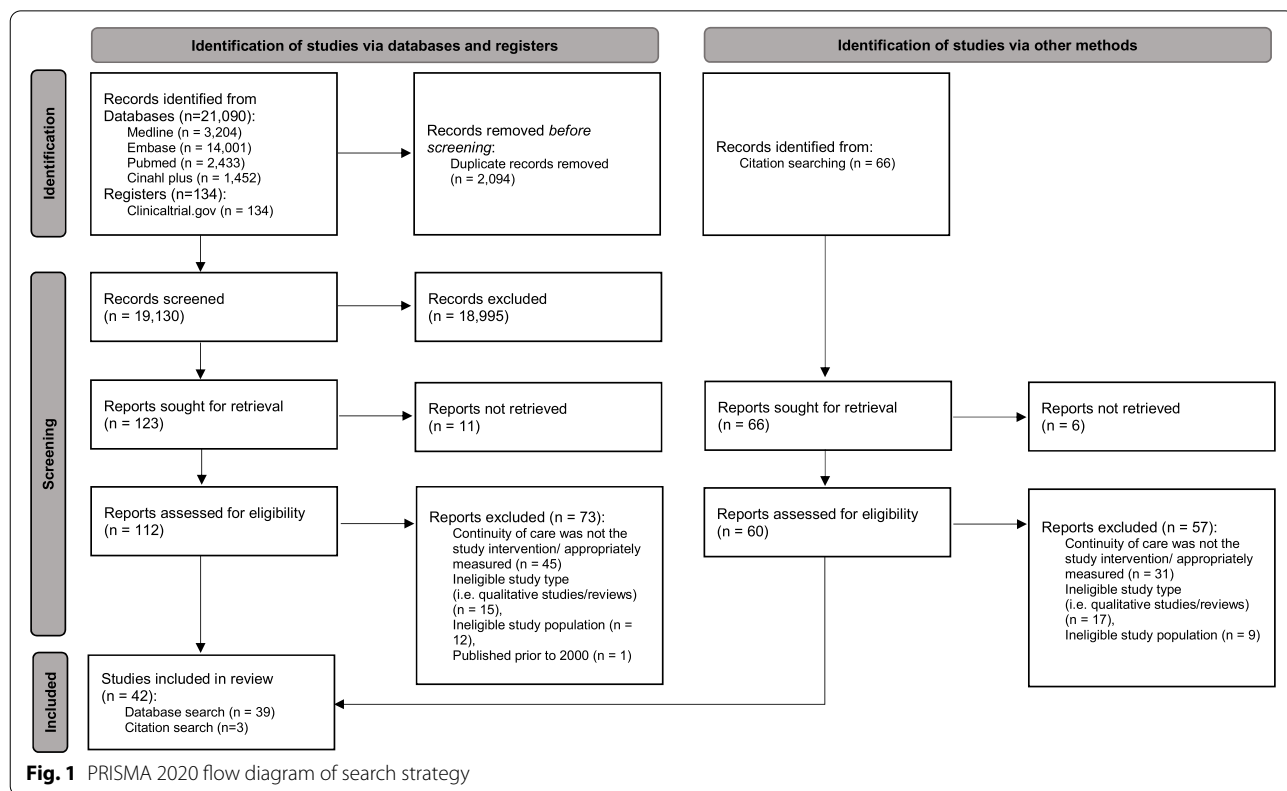 Identification of studies via databases and registers
Identification of studies via other methods
Identification
Records identified from
Databases (n=21,090):
Medline (n = 3,204)
Embase (n = 14,001)
Pubmed (n = 2,433)
Cinahl plus (n = 1,452)
Registers (n=134):
Clinicaltrial.gov (n = 134)
Records removed before
screening:
Duplicate records removed
(n = 2,094)
Records identified from:
Citation searching (n = 66)
Screening
Records screened
(n = 19,130)
Records excluded
(n = 18,995)
Reports sought for retrieval
(n = 123)
Reports not retrieved
(n = 11)
Reports sought for retrieval
(n = 66)
Reports not retrieved
(n = 6)
Reports assessed for eligibility
(n = 112)
Reports excluded (n = 73):
Continuity of care was not the
study intervention/ appropriately
measured (n = 45)
Ineligible study type
(i.e. qualitative studies/reviews)
(n = 15),
Ineligible study population (n =
12),
Published prior to 2000 (n = 1)
Reports assessed for eligibility
(n = 60)
Reports excluded (n = 57):
Continuity of care was not the
study intervention/ appropriately
measured (n = 31)
Ineligible study type
(i.e. qualitative studies/reviews)
(n = 17),
Ineligible study population (n = 9)
Included
Studies included in review
(n = 42):
Database search (n = 39)
Citation search (n=3)
Fig. 1 PRISMA 2020 flow diagram of search strategy